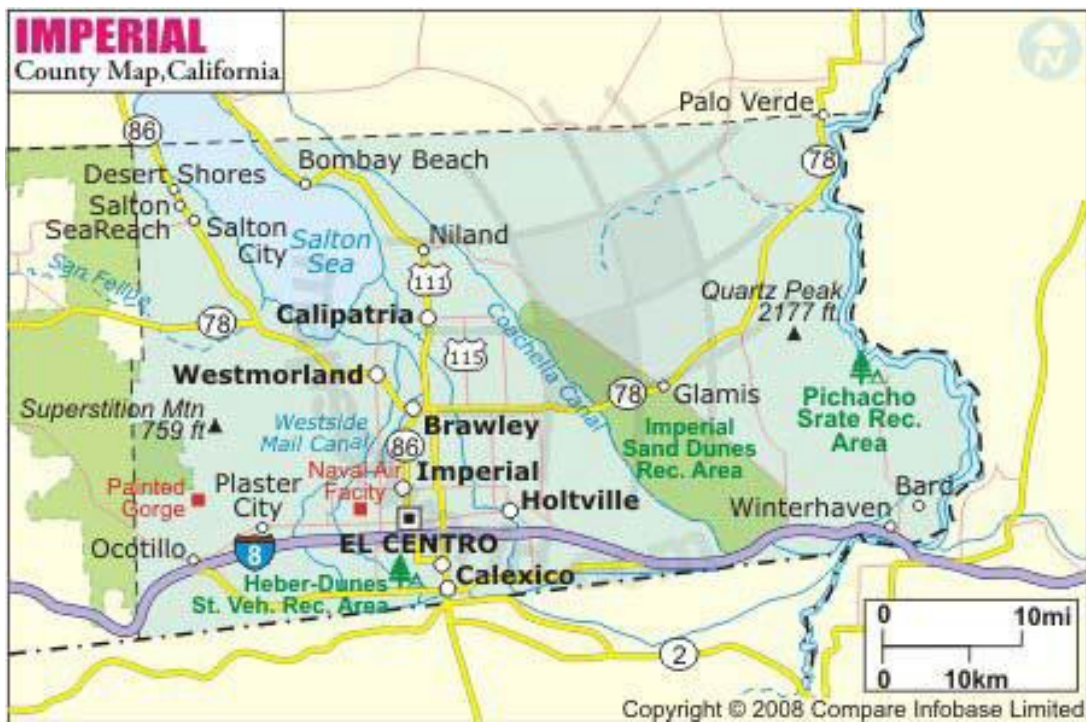 IMPERIAL
County Map,California
N
Palo Verde
86
78
Bombay Beach
Desert Shores
Salton
SeaReach
Salton
City
Salton
Sea
Niland
San Felipe
111
Quartz Peak
2177 ft
78
Calipatria
115
Coachella Canal
Westmorland
78
Glamis
Pichacho
Srate Rec.
Area
Superstition Mtn
759 ft
Westside
Mail Canal
Brawley
86
Imperial
Sand Dunes
Rec. Area
Naval Air
Facity
Imperial
Painted
Gorge
Plaster
City
Holtville
Bard
Winterhaven
Ocotillo
8
EL CENTRO
Heber-Dunes
St. Veh. Rec. Area
Calexico
2
0 10mi
0 10km
Copyright © 2008 Compare Infobase Limited